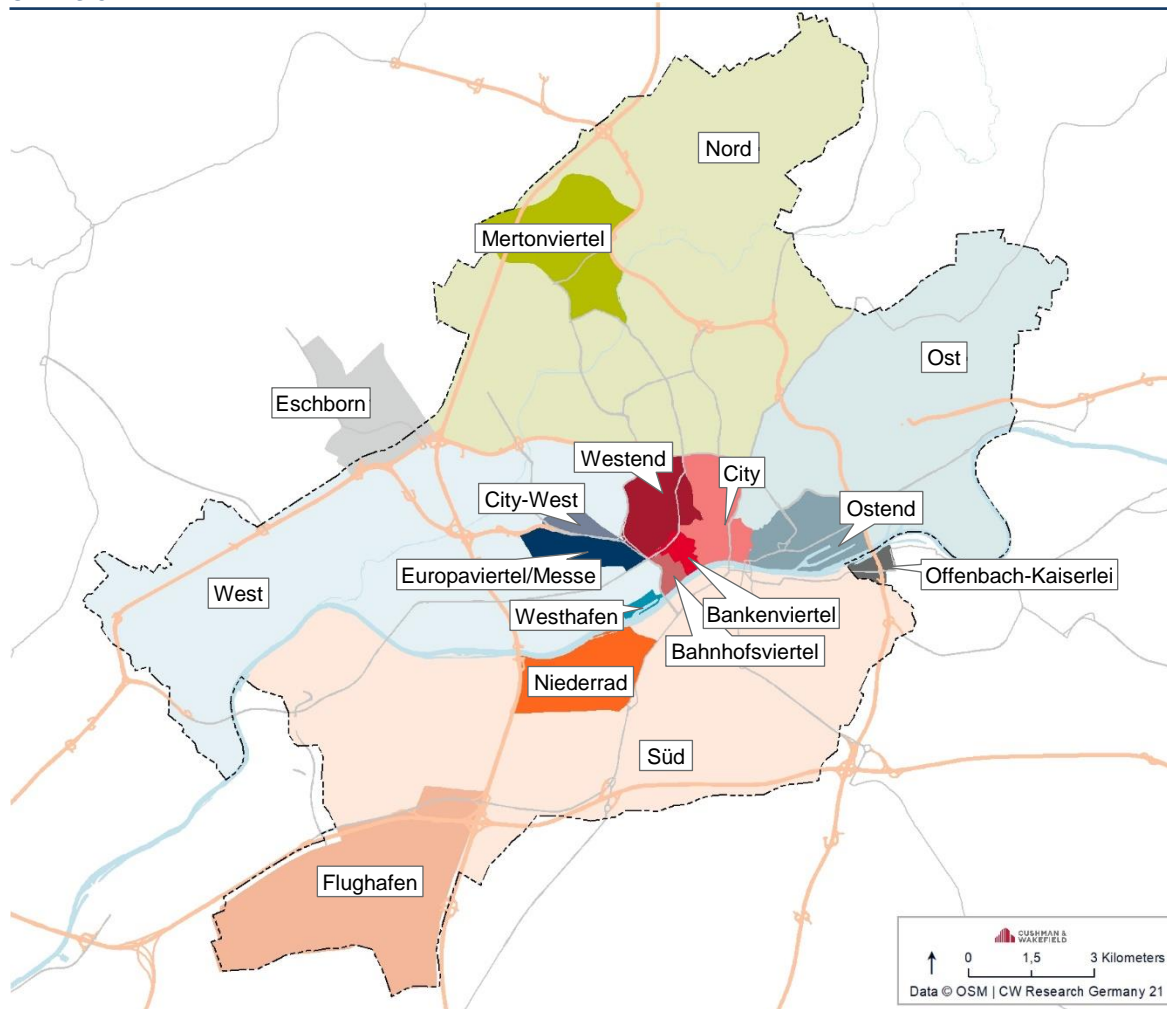 Nord
Mertonviertel
Ost
Eschborn
Westend
City
City-West
Ostend
Europaviertel/Messe
Offenbach-Kaiserlei
West
Westhafen
Bankenviertel
Bahnhofsviertel
Niederrad
Süd
Flughafen
CUSHMAN &
WAKEFIELD
0 1,5 3 Kilometers
Data © OSM | CW Research Germany 21